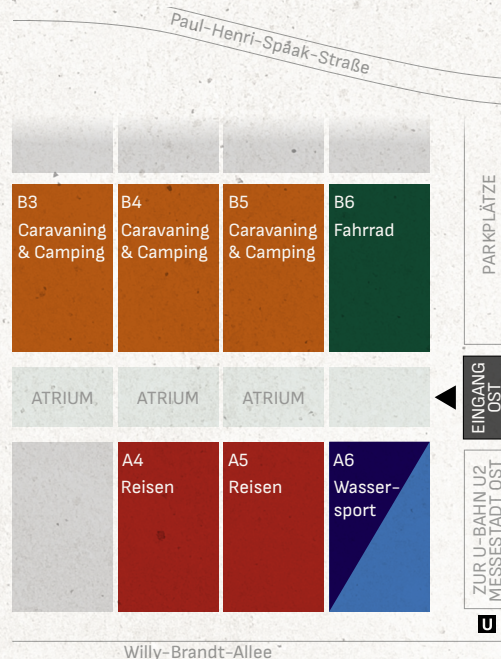 Paul-Henri-Spaak-Straße
B3
Caravaning
& Camping
B4
Caravaning
& Camping
B5
Caravaning
& Camping
B6
Fahrrad
PARKPLÄTZE
ATRIUM
ATRIUM
ATRIUM
EINGANG
OST
A4
Reisen
A5
Reisen
A6
Wasser-
sport
ZUR U-BAHN U2
MESSESTADT OST
U
Willy-Brandt-Allee